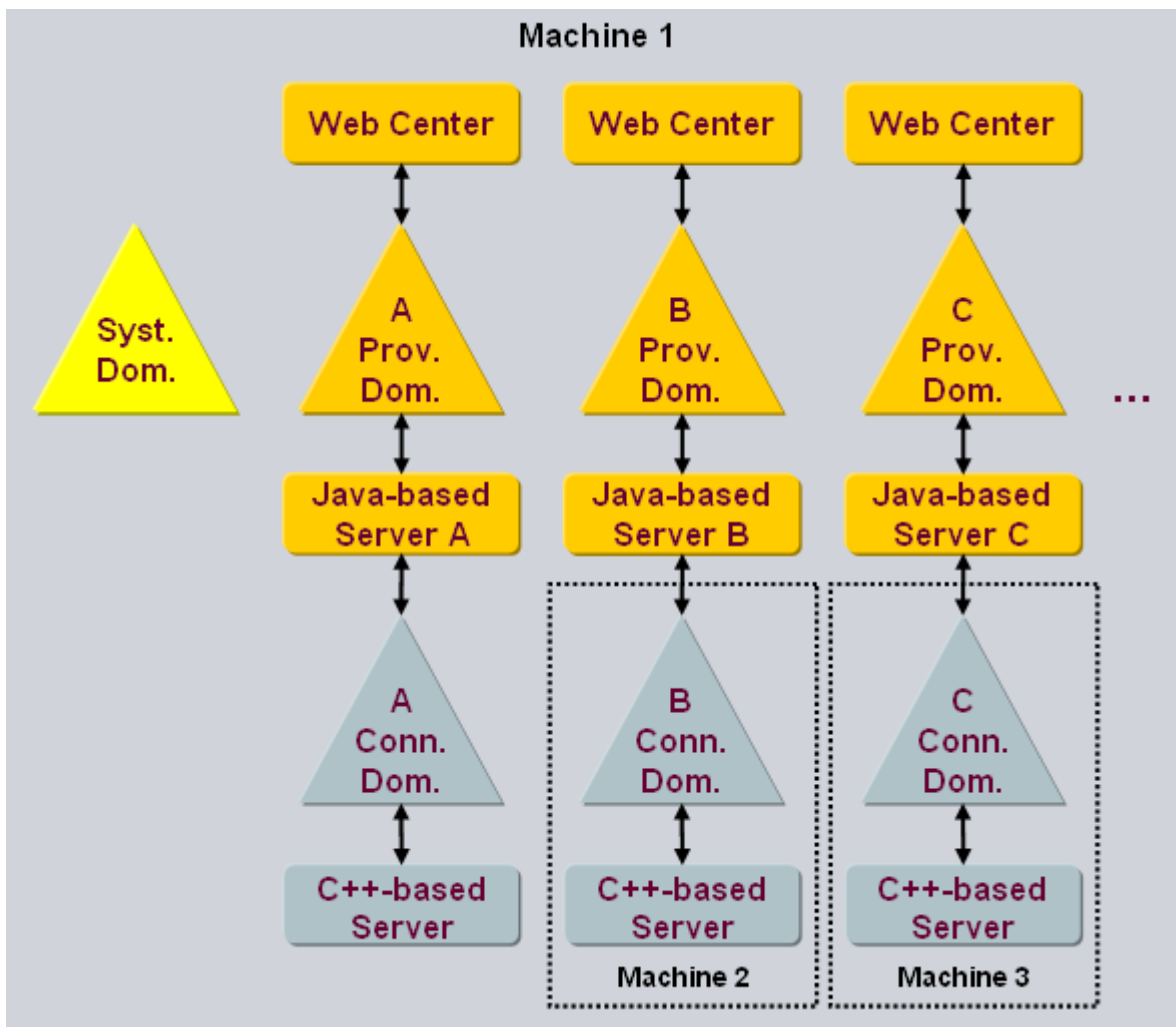 Machine 1
Web Center
Web Center
Web Center
Syst.
Dom.
A
Prov.
Dom.
B
Prov.
Dom.
C
Prov.
Dom.
...
Java-based
Server A
Java-based
Server B
Java-based
Server C
A
Conn.
Dom.
B
Conn.
Dom.
C
Conn.
Dom.
C++-based
Server
C++-based
Server
C++-based
Server
Machine 2
Machine 3